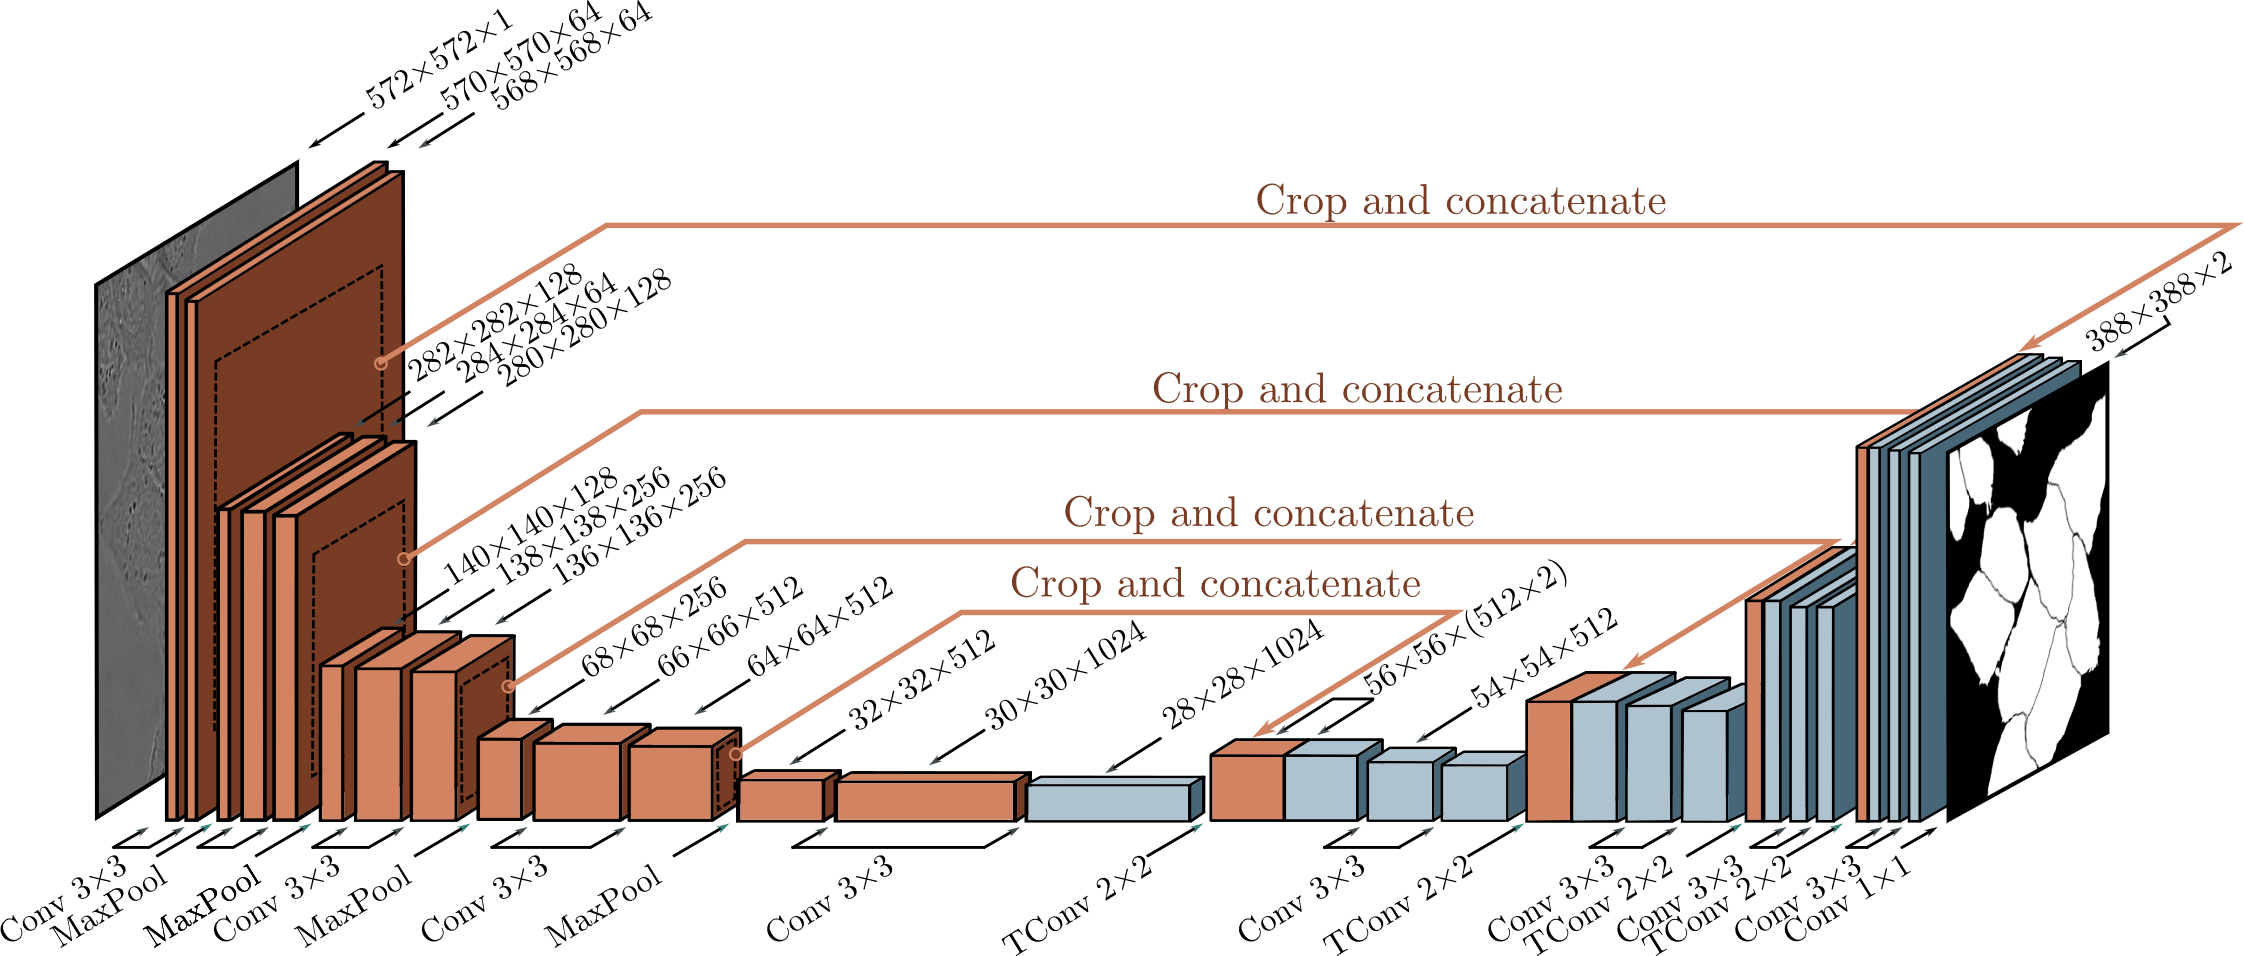 572×572×1
570×570×64
568×568×64
Crop and concatenate
282×282×128
284×284×64
280×280×128
388×388×2
Crop and concatenate
140×140×128
138×138×256
136×136×256
Crop and concatenate
68×68×256
66×66×512
64×64×512
Crop and concatenate
32×32×512
30×30×1024
28×28×1024
56×56×(512×2)
54×54×512
Conv 3×3
MaxPool
MaxPool
Conv 3×3
MaxPool
Conv 3×3
MaxPool
Conv 3×3
TConv 2×2
Conv 3×3
TConv 2×2
Conv 3×3
TConv 2×2
Conv 3×3
TConv 2×2
Conv 3×3
Conv 1×1